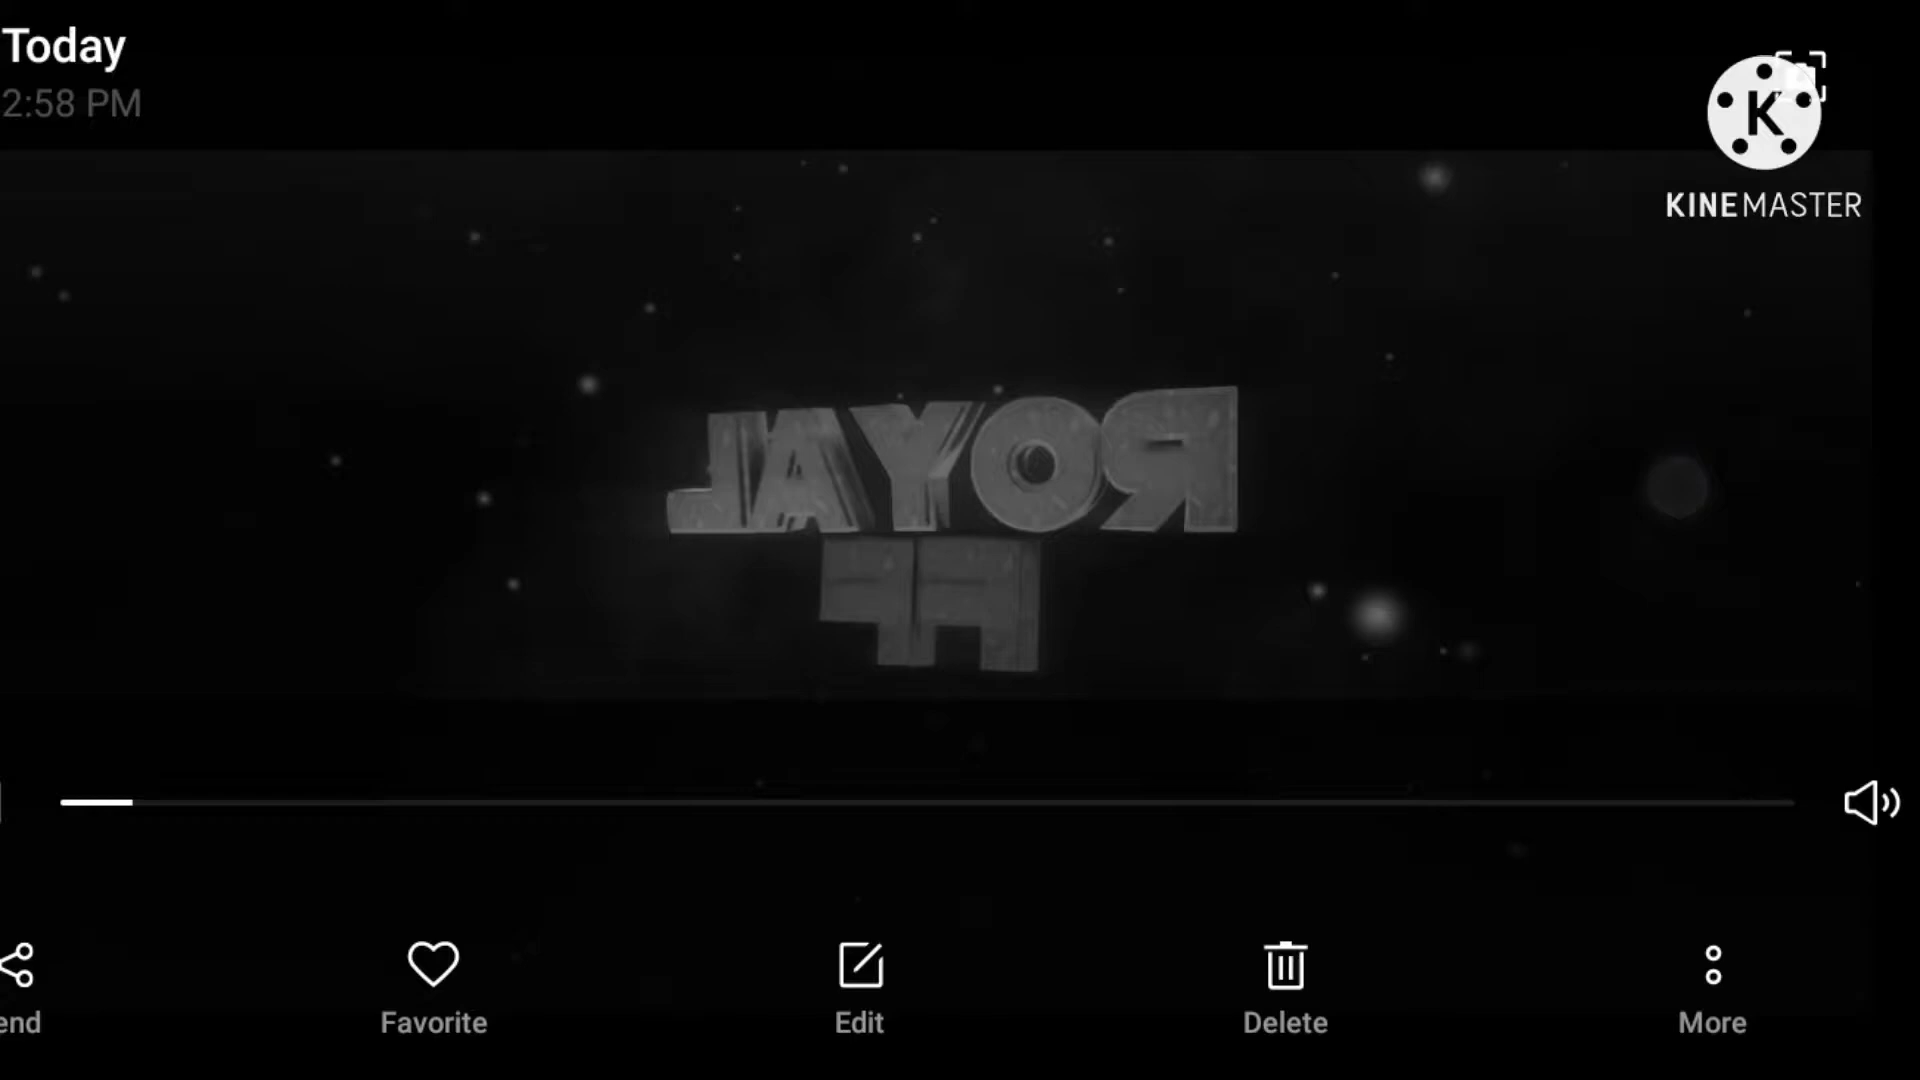 Today
2:58 PM
K
KINEMASTER
ROYAL
FF
end
Favorite
Edit
Delete
More